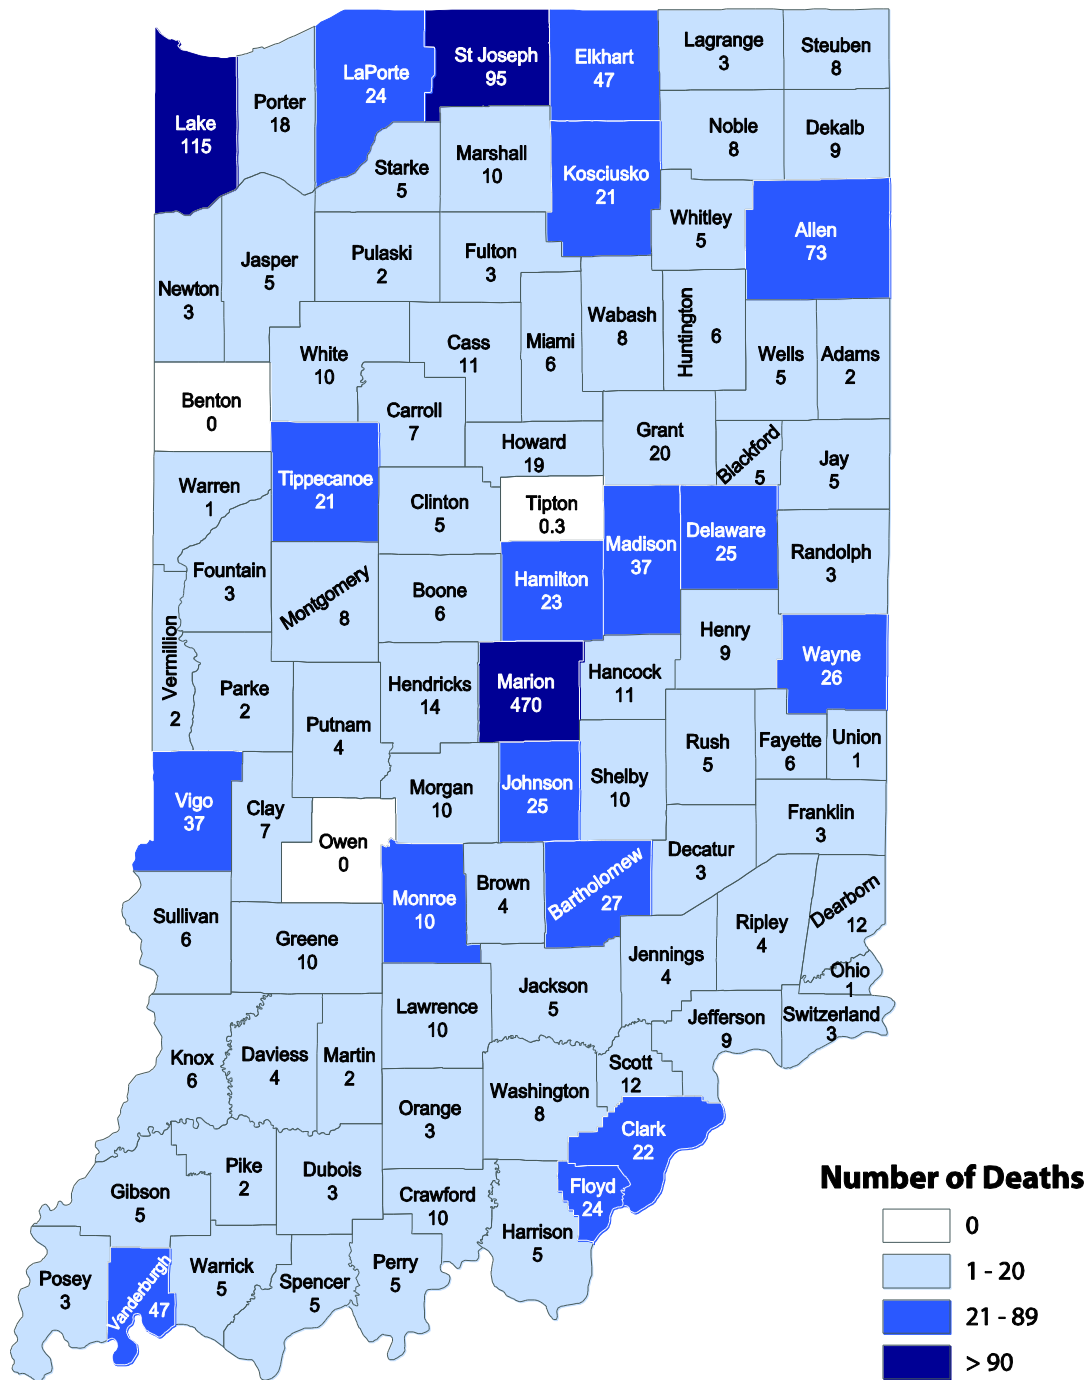 St Joseph
95
Elkhart
47
Lagrange
3
Steuben
8
LaPorte
24
Porter
18
Lake
115
Noble
8
Dekalb
9
Starke
5
Marshall
10
Kosciusko
21
Whitley
5
Allen
73
Newton
3
Jasper
5
Pulaski
2
Fulton
3
White
10
Cass
11
Miami
6
Wabash
8
Huntington
6
Wells
5
Adams
2
Benton
0
Carroll
7
Howard
19
Grant
20
Blackford
5
Jay
5
Warren
1
Tippecanoe
21
Clinton
5
Tipton
0.3
Madison
37
Delaware
25
Randolph
3
Fountain
3
Montgomery
8
Boone
6
Hamilton
23
Henry
9
Wayne
26
Vermillion
2
Parke
2
Putnam
4
Hendricks
14
Marion
470
Hancock
11
Rush
5
Fayette
6
Union
1
Vigo
37
Clay
7
Morgan
10
Johnson
25
Shelby
10
Franklin
3
Owen
0
Monroe
10
Brown
4
Bartholomew
27
Decatur
3
Dearborn
12
Sullivan
6
Greene
10
Ripley
4
Jennings
4
Ohio
1
Lawrence
10
Jackson
5
Jefferson
9
Switzerland
3
Knox
6
Daviess
4
Martin
2
Scott
12
Orange
3
Washington
8
Clark
22
Gibson
5
Pike
2
Dubois
3
Crawford
10
Floyd
24
Harrison
5
Posey
3
Vanderburgh
47
Warrick
5
Spencer
5
Perry
5
Number of Deaths
0
1 - 20
21 - 89
> 90